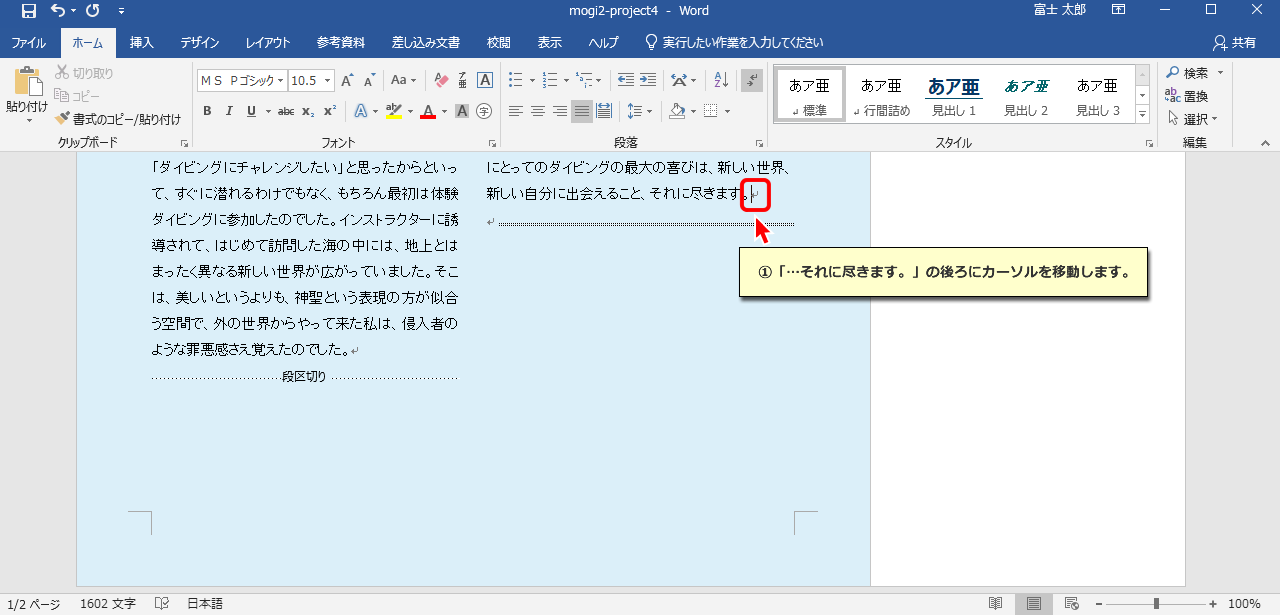 mogi2-project4 - Word
富士 太郎
ファイル ホーム 挿入 デザイン レイアウト 参考資料 差し込み文書 校閲 表示 ヘルプ 実行したい作業を入力してください 共有
貼り付け
切り取り
コピー
書式のコピー/貼り付け
クリップボード
ＭＳ Ｐゴシック 10.5
フォント
段落
あア亜 あア亜 あア亜 あア亜 あア亜
↲標準 ↲行間詰め 見出し 1 見出し 2 見出し 3
スタイル
検索
置換
選択
編集
「ダイビングにチャレンジしたい」と思ったからといっ
て、すぐに潜れるわけでもなく、もちろん最初は体験
ダイビングに参加したのでした。インストラクターに誘
導されて、はじめて訪問した海の中には、地上とは
まったく異なる新しい世界が広がっていました。そこ
は、美しいというよりも、神聖という表現の方が似合
う空間で、外の世界からやって来た私は、侵入者の
ような罪悪感さえ覚えたのでした。↲
段区切り
にとってのダイビングの最大の喜びは、新しい世界、
新しい自分に出会えること、それに尽きます。↲
↲
①「…それに尽きます。」の後ろにカーソルを移動します。
1/2 ページ 1602 文字 日本語 100%